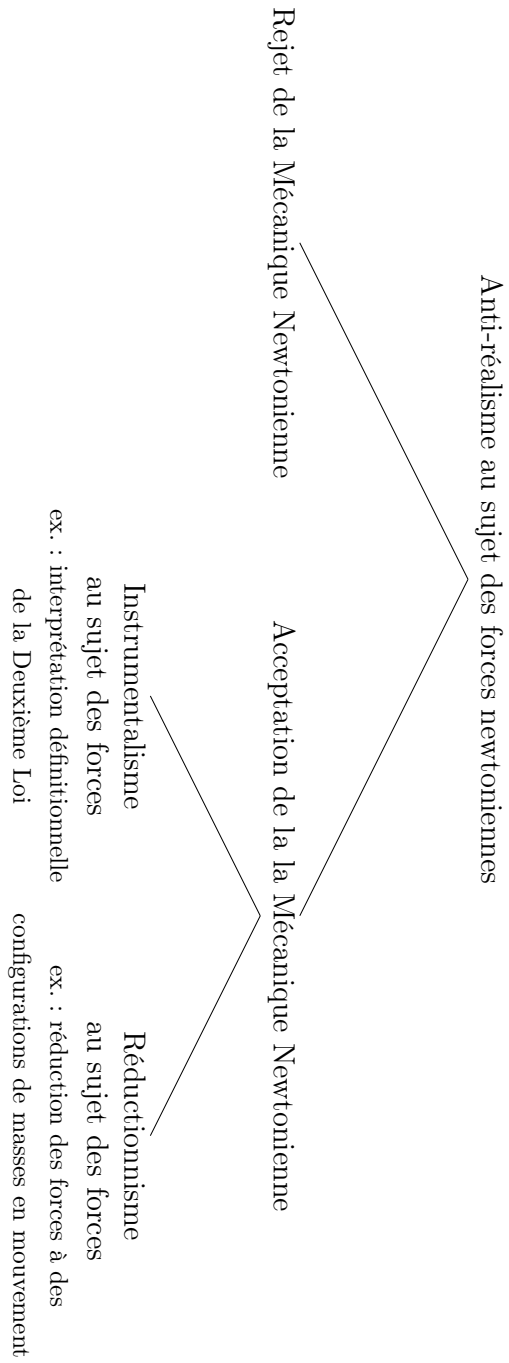 Anti-réalisme au sujet des forces newtoniennes
Rejet de la Mécanique Newtonienne
Acceptation de la la Mécanique Newtonienne
Instrumentalisme
au sujet des forces
ex. : interprétation définitionnelle
de la Deuxième Loi
Réductionnisme
au sujet des forces
ex. : réduction des forces à des
configurations de masses en mouvement